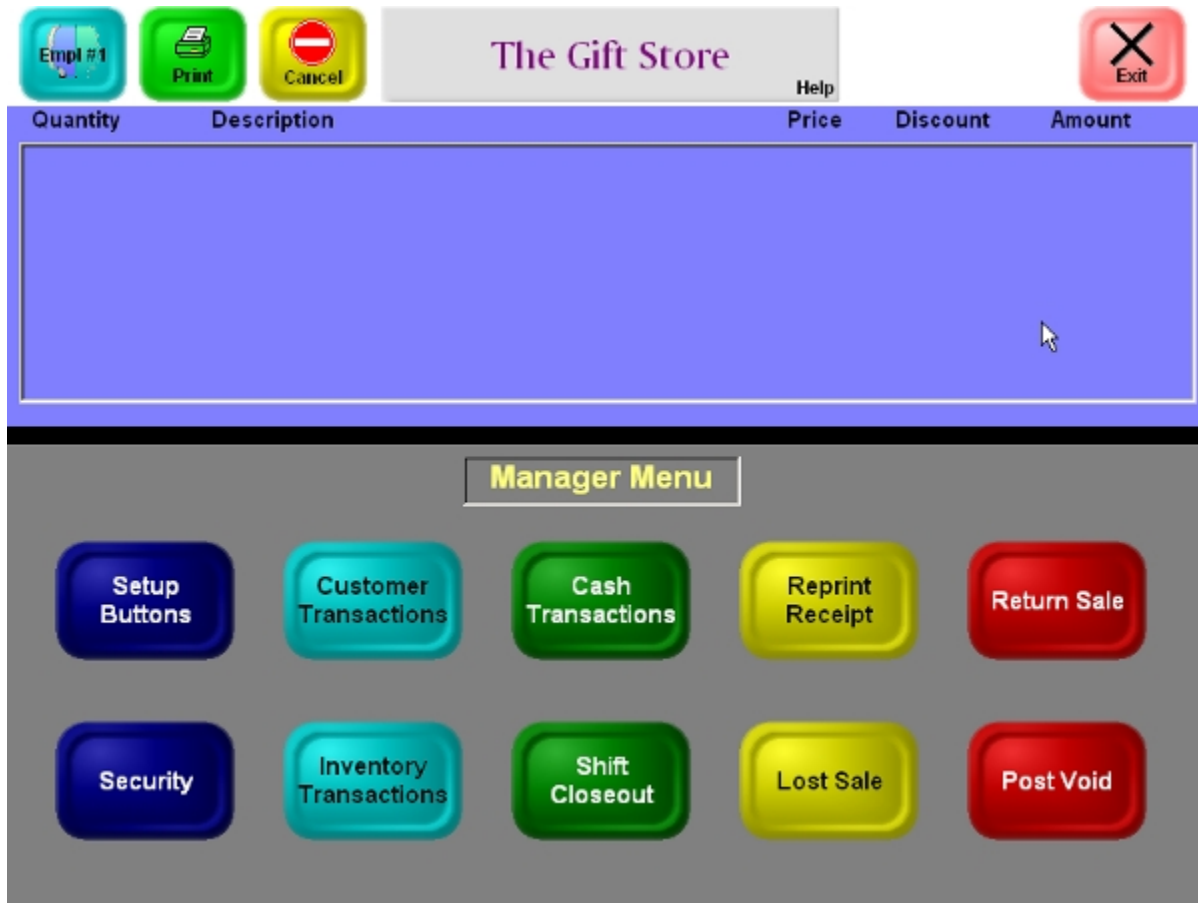 Empl #1
Print
Cancel
The Gift Store
Help
Exit
Quantity Description Price Discount Amount
Manager Menu
Setup
Buttons
Customer
Transactions
Cash
Transactions
Reprint
Receipt
Return Sale
Security
Inventory
Transactions
Shift
Closeout
Lost Sale
Post Void